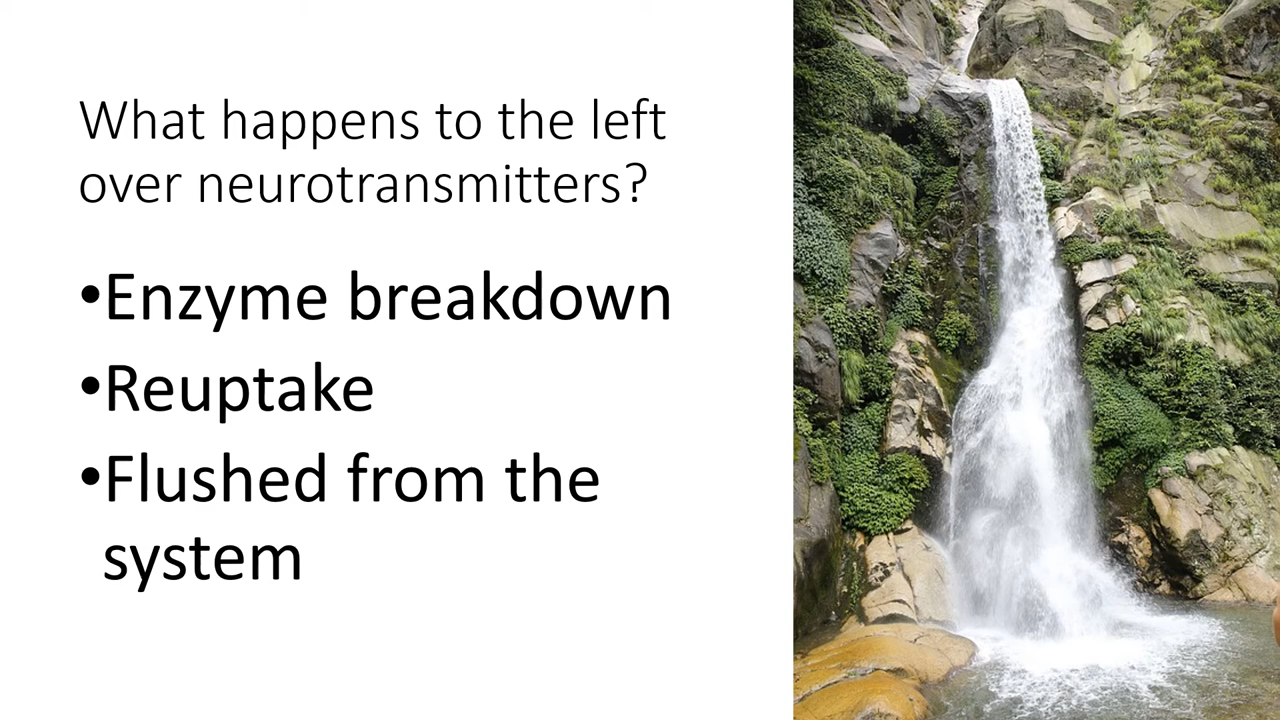 What happens to the left
over neurotransmitters?
•Enzyme breakdown
•Reuptake
•Flushed from the
system